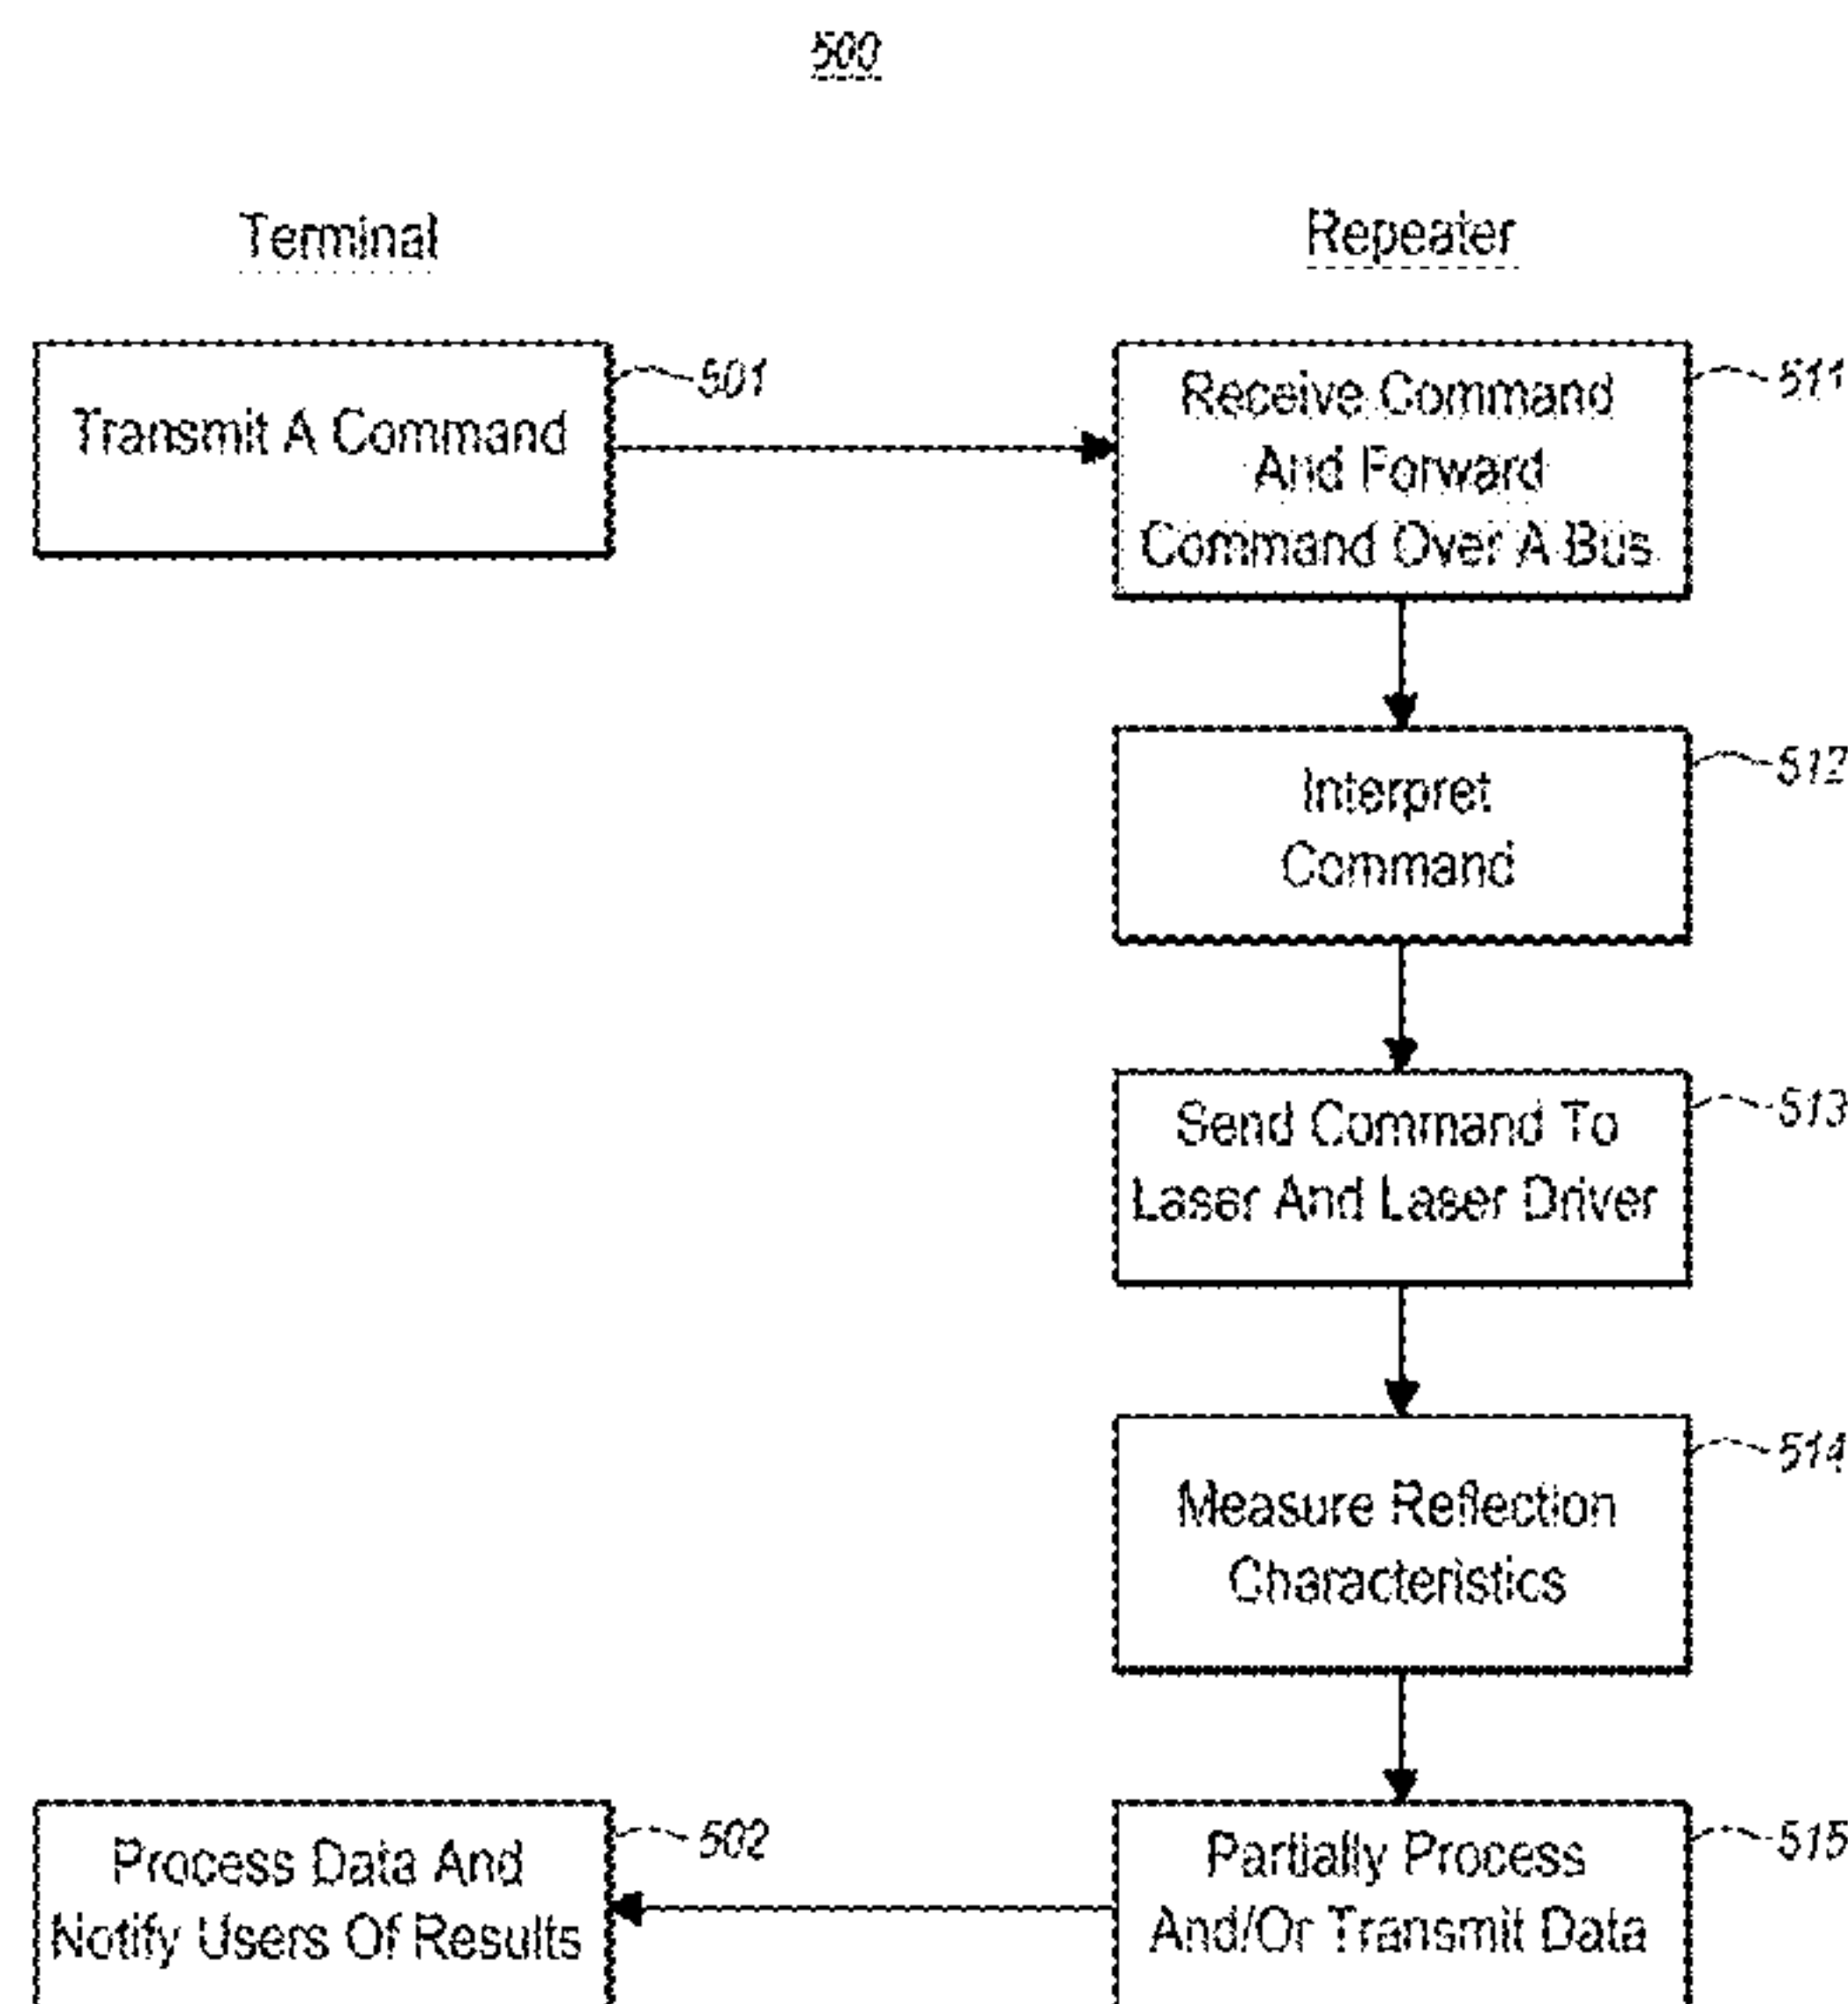 500
Terminal
Repeater
Transmit A Command
501
Receive Command
And Forward
Command Over A Bus
511
Interpret
Command
512
Send Command To
Laser And Laser Driver
513
Measure Reflection
Characteristics
514
Process Data And
Notify Users Of Results
502
Partially Process
And/Or Transmit Data
515